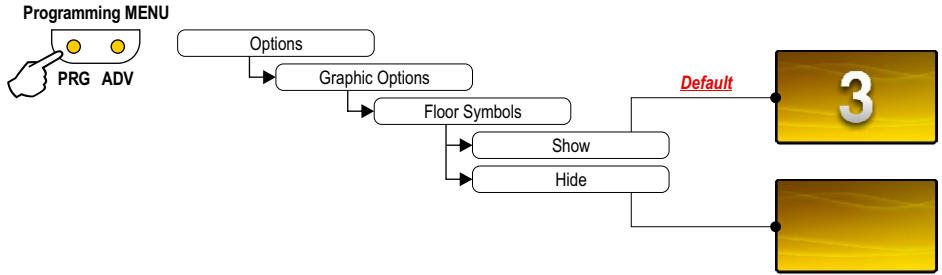 Programming MENU
PRG ADV
Options
Graphic Options
Floor Symbols
Show
Hide
Default
3